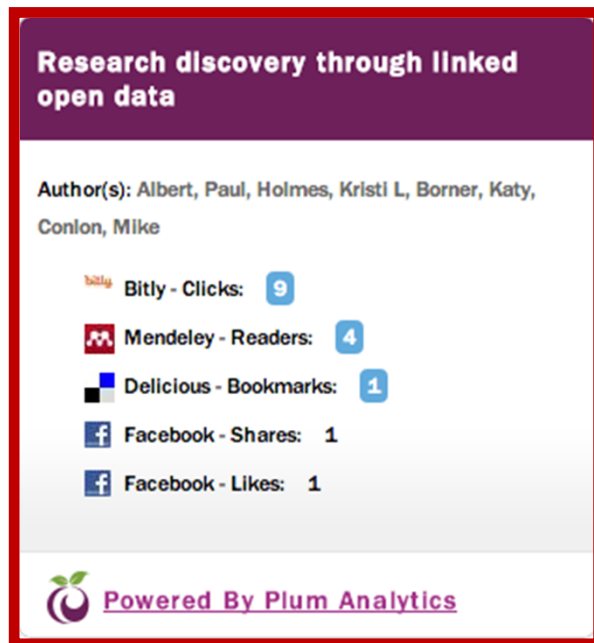 Research discovery through linked
open data
Author(s): Albert, Paul, Holmes, Kristi L, Borner, Katy,
Conlon, Mike
bitly Bitly - Clicks: 9
Mendeley - Readers: 4
Delicious - Bookmarks: 1
f Facebook - Shares: 1
f Facebook - Likes: 1
Powered By Plum Analytics